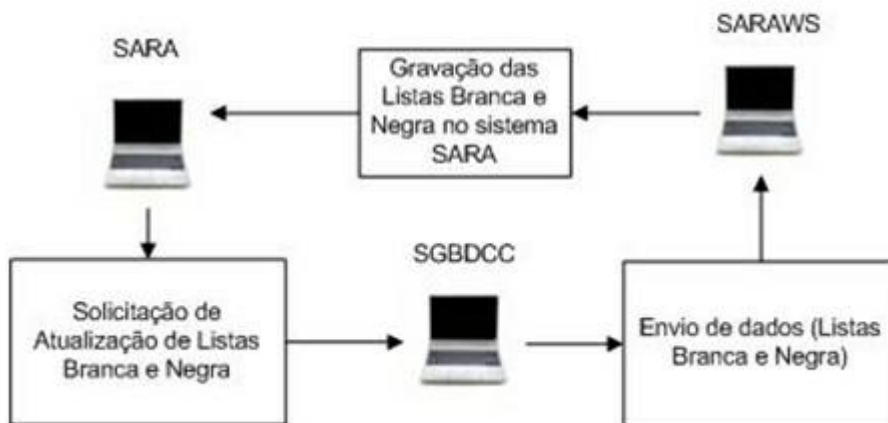 SARA
SARAWS
Gravação das
Listas Branca e
Negra no sistema
SARA
SGBDCC
Solicitação de
Atualização de Listas
Branca e Negra
Envio de dados (Listas
Branca e Negra)